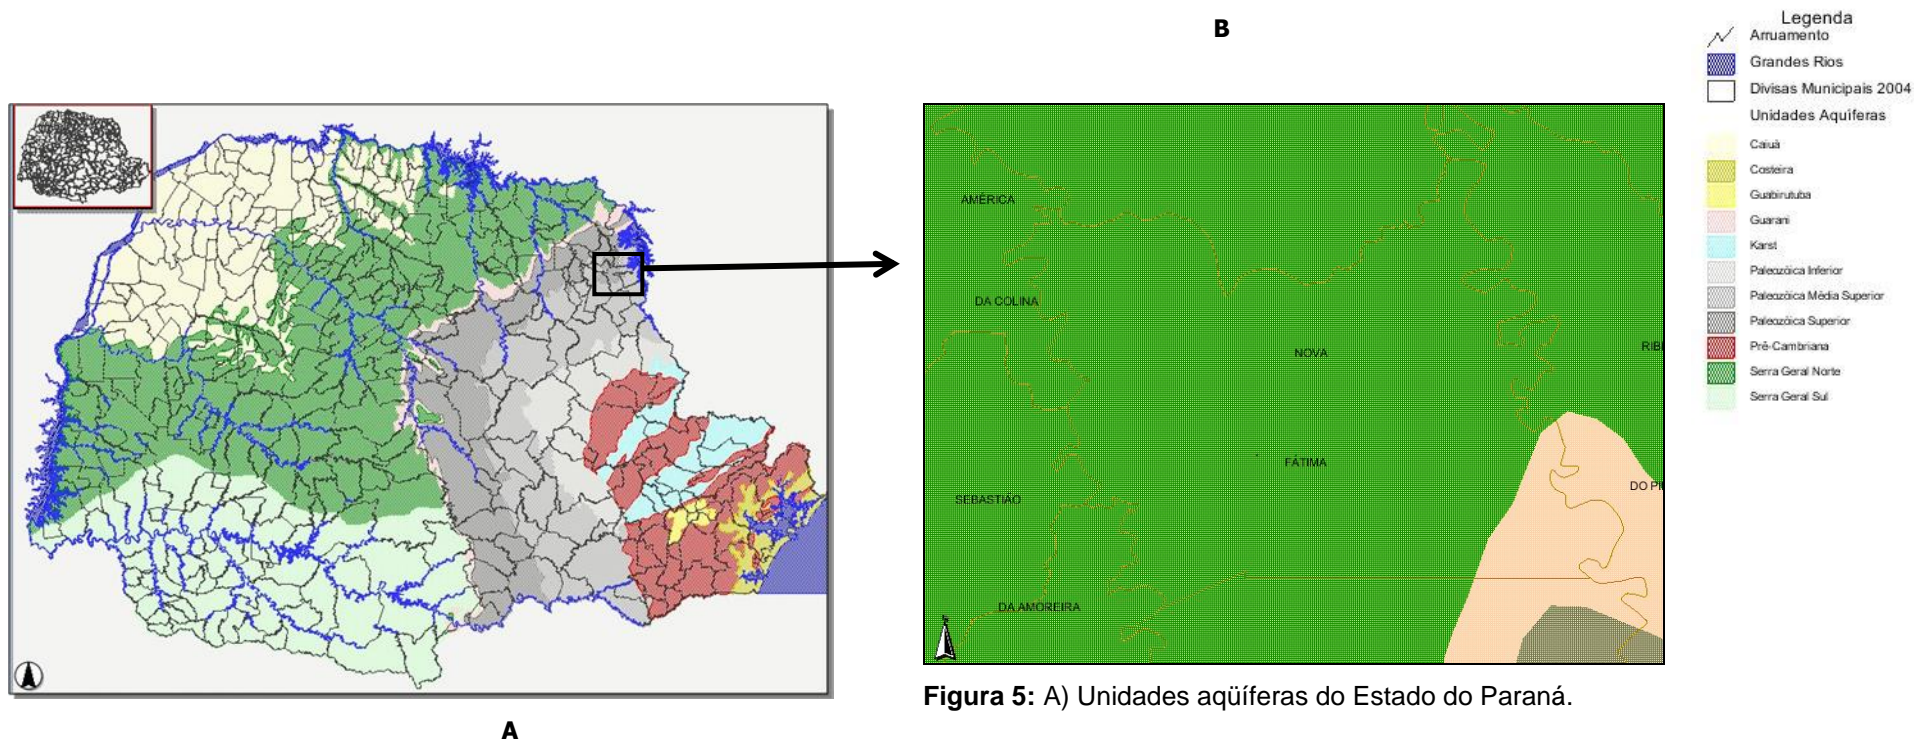 B
Legenda
Arruamento
Grandes Rios
Divisas Municipais 2004
Unidades Aquíferas
Caiuá
Costeira
Guabirutuba
Guarani
Karst
Paleozóica Inferior
Paleozóica Média Superior
Paleozóica Superior
Pré-Cambriana
Serra Geral Norte
Serra Geral Sul
AMÉRICA
DA COLINA
NOVA
RIBI
FÁTIMA
SEBASTIÃO
DO PI
DA AMOREIRA
Figura 5: A) Unidades aqüíferas do Estado do Paraná.
A